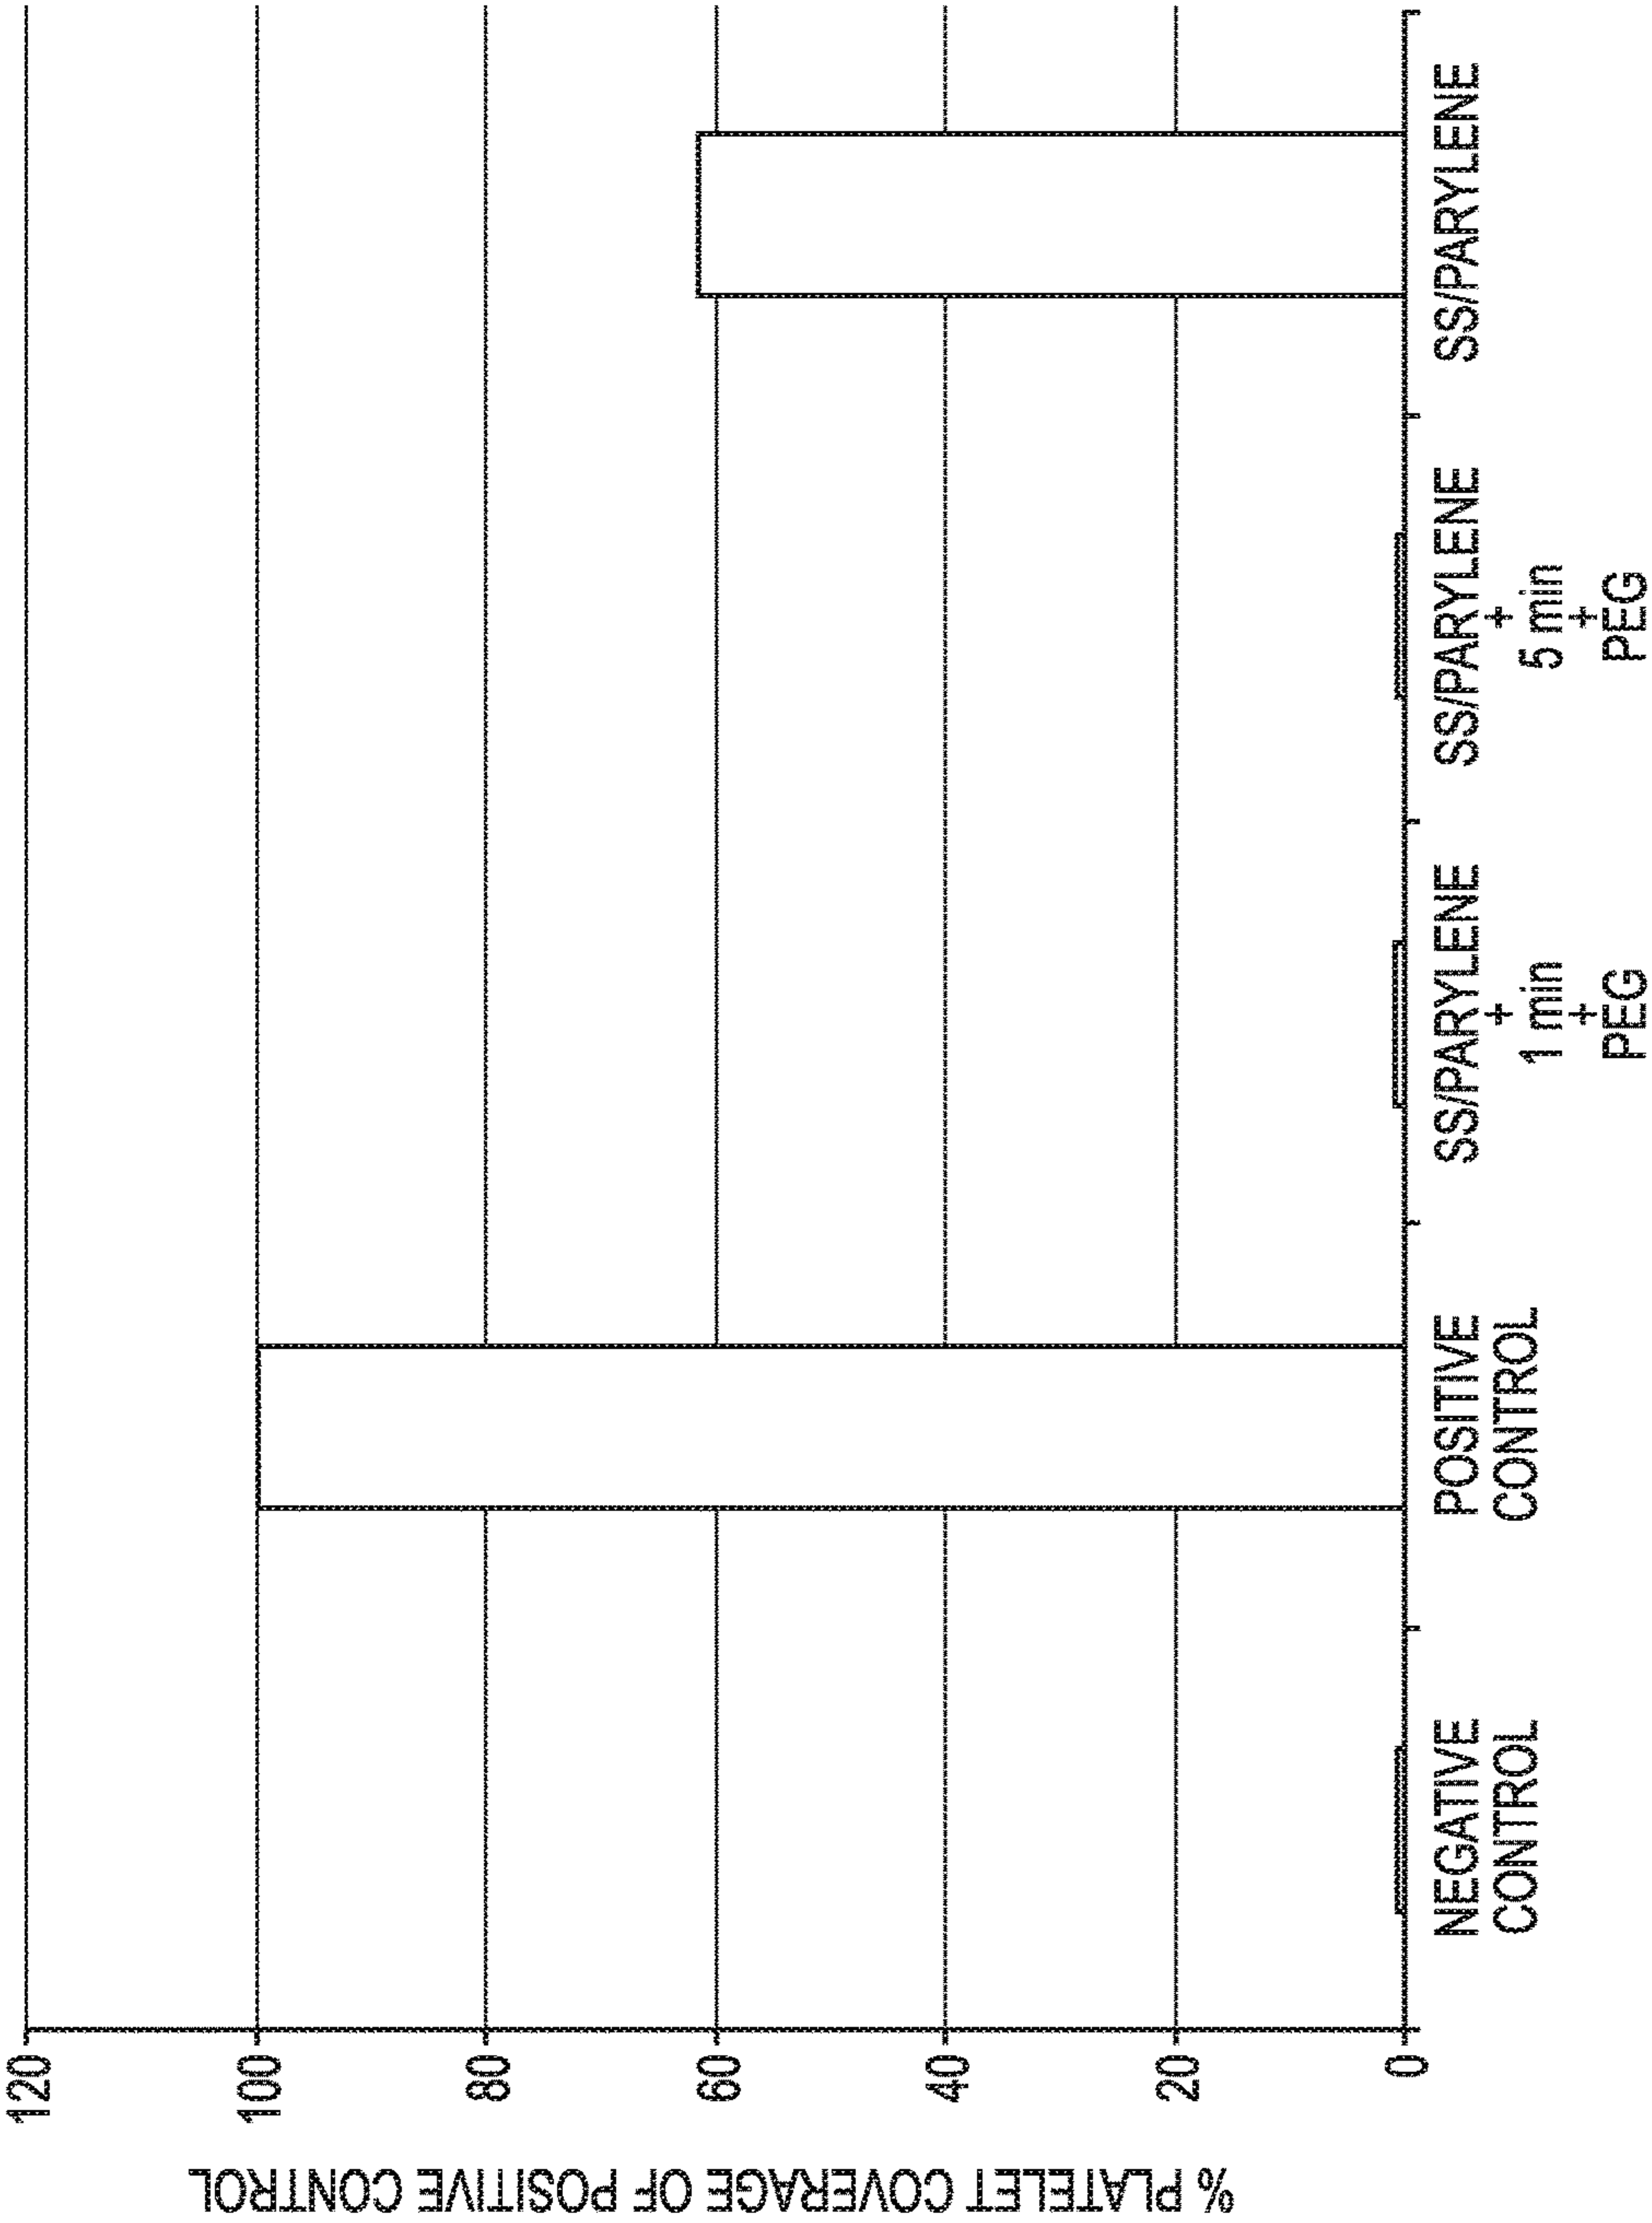 % PLATELET COVERAGE OF POSITIVE CONTROL
120
100
80
60
40
20
0
NEGATIVE
CONTROL
POSITIVE
CONTROL
SS/PARYLENE
+
1 min
+
PEG
SS/PARYLENE
+
5 min
+
PEG
SS/PARYLENE